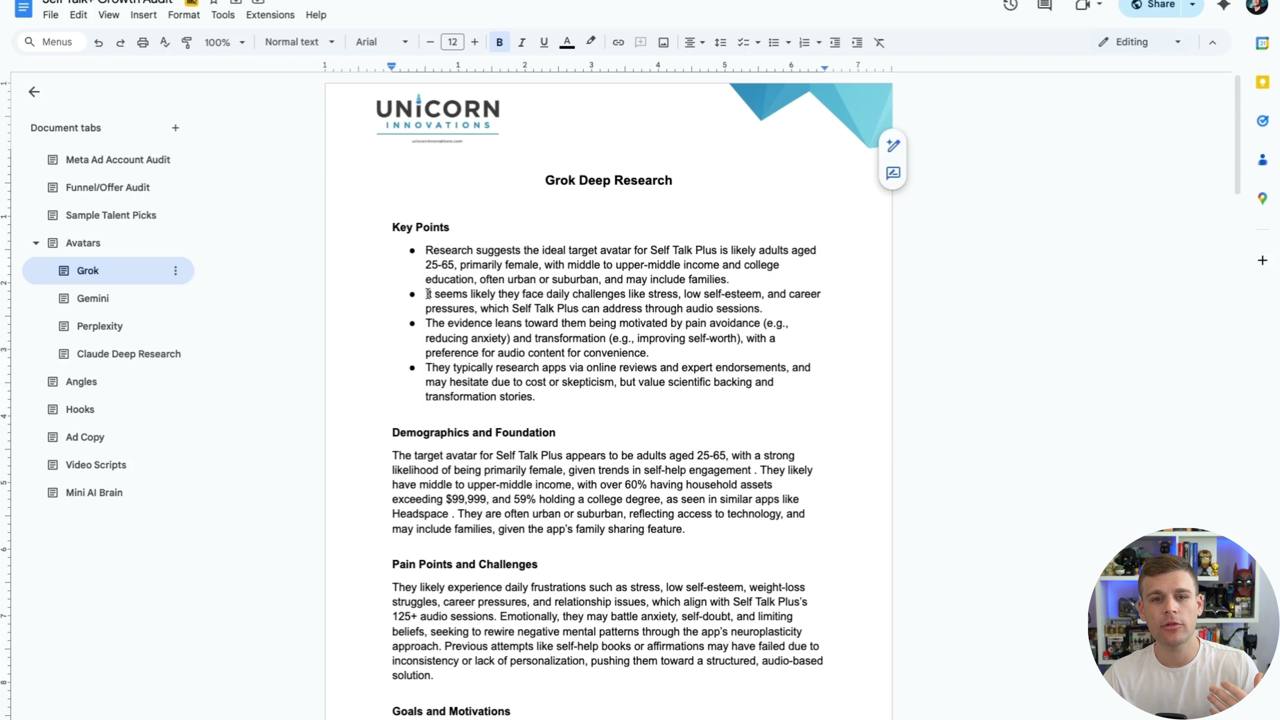 Self Talk+ Growth Audit
File Edit View Insert Format Tools Extensions Help
Share
Menus
100%
Normal text
Arial
12
B I U A
Editing
1 1 2 3 4 5 6 7
Document tabs
Meta Ad Account Audit
Funnel/Offer Audit
Sample Talent Picks
Avatars
Grok
Gemini
Perplexity
Claude Deep Research
Angles
Hooks
Ad Copy
Video Scripts
Mini AI Brain
UNiCORN
INNOVATIONS
unicorninnovations.com
Grok Deep Research
Key Points
● Research suggests the ideal target avatar for Self Talk Plus is likely adults aged
25-65, primarily female, with middle to upper-middle income and college
education, often urban or suburban, and may include families.
● It seems likely they face daily challenges like stress, low self-esteem, and career
pressures, which Self Talk Plus can address through audio sessions.
● The evidence leans toward them being motivated by pain avoidance (e.g.,
reducing anxiety) and transformation (e.g., improving self-worth), with a
preference for audio content for convenience.
● They typically research apps via online reviews and expert endorsements, and
may hesitate due to cost or skepticism, but value scientific backing and
transformation stories.
Demographics and Foundation
The target avatar for Self Talk Plus appears to be adults aged 25-65, with a strong
likelihood of being primarily female, given trends in self-help engagement . They likely
have middle to upper-middle income, with over 60% having household assets
exceeding $99,999, and 59% holding a college degree, as seen in similar apps like
Headspace . They are often urban or suburban, reflecting access to technology, and
may include families, given the app's family sharing feature.
Pain Points and Challenges
They likely experience daily frustrations such as stress, low self-esteem, weight-loss
struggles, career pressures, and relationship issues, which align with Self Talk Plus's
125+ audio sessions. Emotionally, they may battle anxiety, self-doubt, and limiting
beliefs, seeking to rewire negative mental patterns through the app's neuroplasticity
approach. Previous attempts like self-help books or affirmations may have failed due to
inconsistency or lack of personalization, pushing them toward a structured, audio-based
solution.
Goals and Motivations